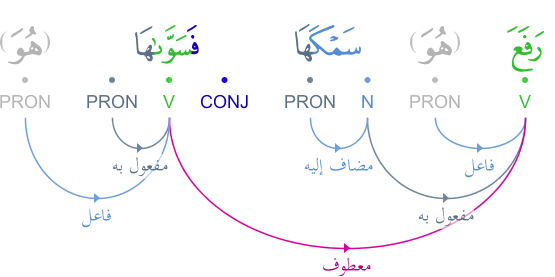 رَفَعَ (هُوَ) سَمْكَهَا فَسَوَّىٰهَا (هُوَ)
V PRON N PRON CONJ V PRON PRON
فاعل مضاف إليه مفعول به
مفعول به فاعل
معطوف